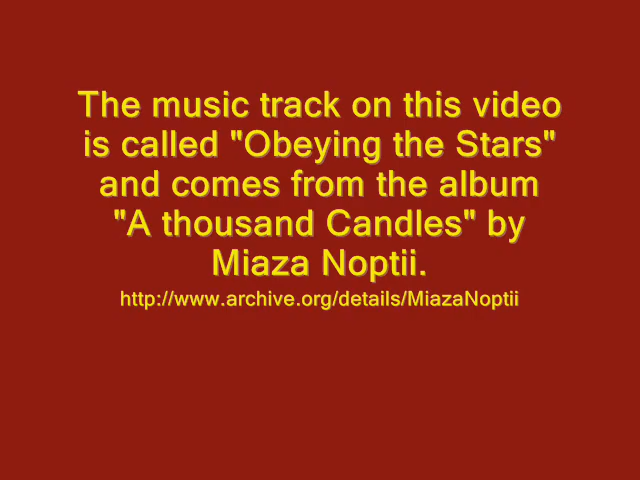 The music track on this video
is called "Obeying the Stars"
and comes from the album
"A thousand Candles" by
Miaza Noptii.
http://www.archive.org/details/MiazaNoptii